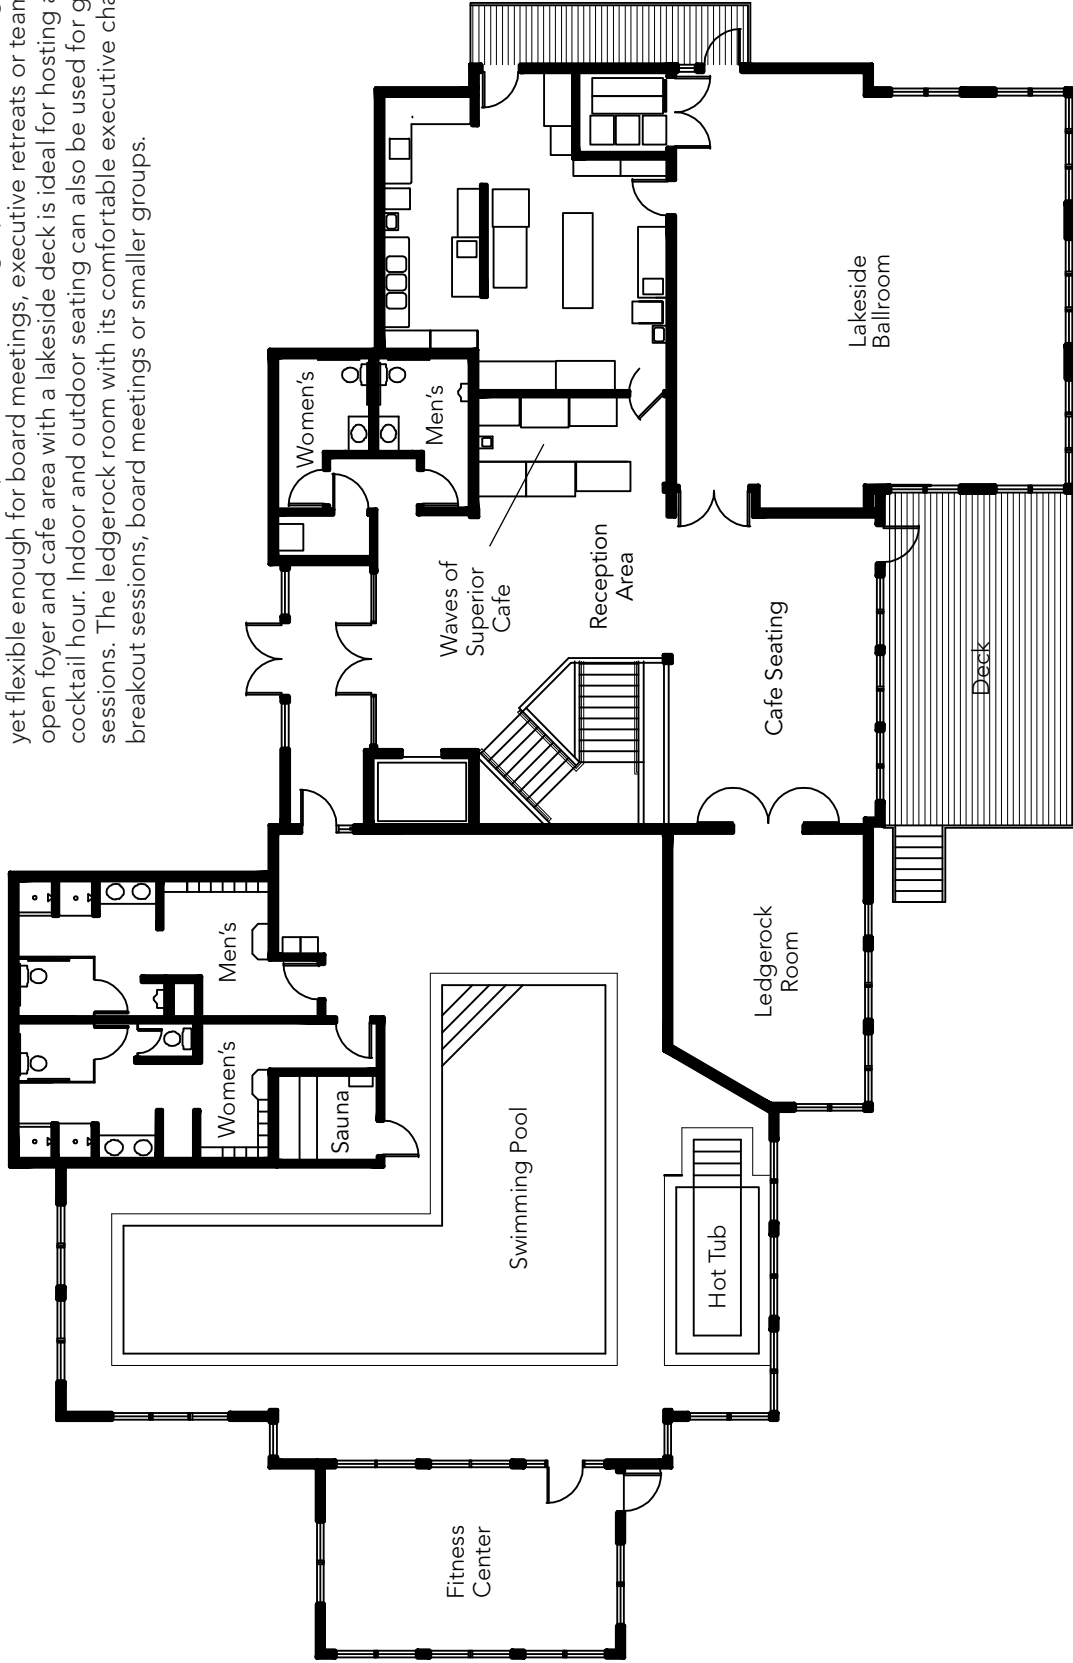 yet flexible enough for board meetings, executive retreats or team
open foyer and cafe area with a lakeside deck is ideal for hosting
cocktail hour. Indoor and outdoor seating can also be used for
sessions. The ledgerock room with its comfortable executive
breakout sessions, board meetings or smaller groups.
Men's
Women's
Women's
Men's
Sauna
Waves of
Superior
Cafe
Fitness
Center
Swimming Pool
Reception
Area
Hot Tub
Ledgerock
Room
Cafe Seating
Lakeside
Ballroom
Deck